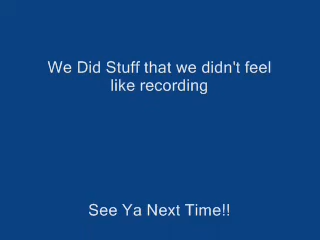 We Did Stuff that we didn't feel
like recording
See Ya Next Time!!